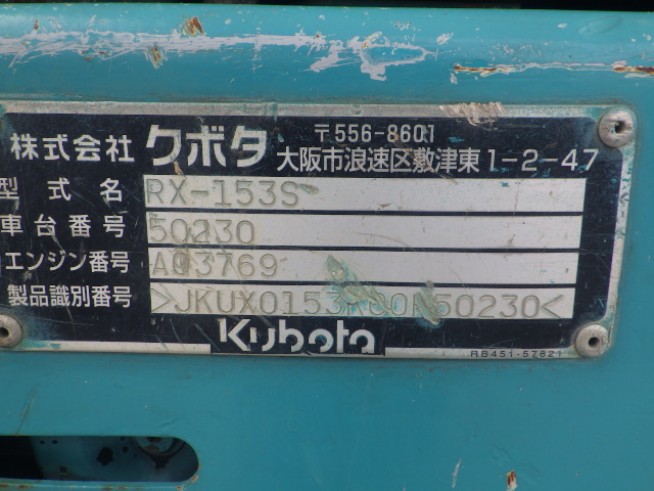 株式会社 クボタ 〒556-8601
大阪市浪速区敷津東1-2-47
型式名 RX-153S
車台番号 50230
エンジン番号 A03769
製品識別番号
Kubota
RB451-57821